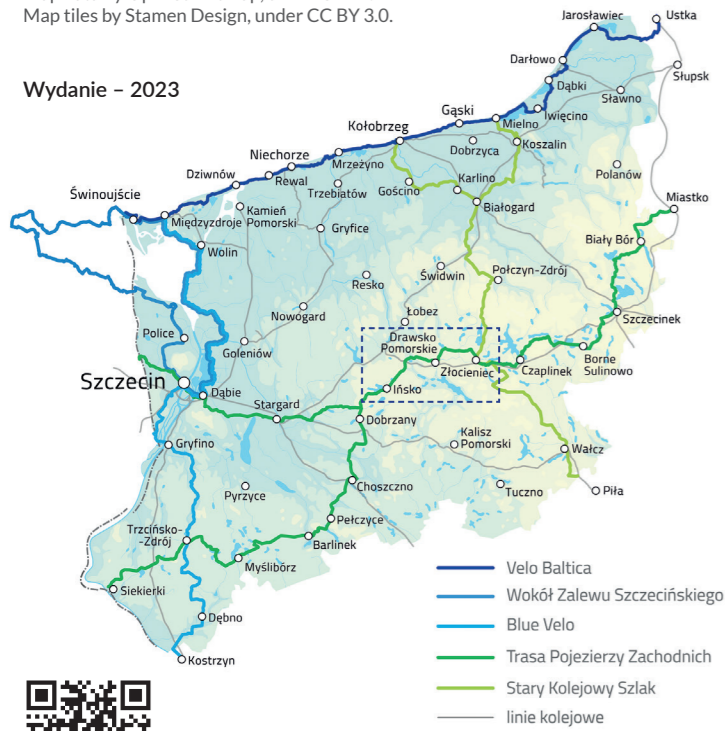 Map tiles by Stamen Design, under CC BY 3.0.
Wydanie – 2023
Jarosławiec
Ustka
Darłowo
Słupsk
Dąbki
Sławno
Iwięcino
Gąski
Mielno
Kołobrzeg
Koszalin
Dobrzyca
Niechorze
Mrzeżyno
Polanów
Dziwnów
Rewal
Trzebiatów
Gościno
Karlino
Świnoujście
Białogard
Miastko
Międzyzdroje
Kamień
Pomorski
Gryfice
Biały Bór
Wolin
Świdwin
Połczyn-Zdrój
Resko
Nowogard
Łobez
Szczecinek
Police
Goleniów
Drawsko
Pomorskie
Złocieniec
Czaplinek
Borne
Sulinowo
Szczecin
Dąbie
Ińsko
Stargard
Dobrzany
Gryfino
Kalisz
Pomorski
Wałcz
Choszczno
Pyrzyce
Tuczno
Piła
Trzcińsko-
-Zdrój
Pełczyce
Barlinek
Myślibórz
Siekierki
Dębno
Kostrzyn
Velo Baltica
Wokół Zalewu Szczecińskiego
Blue Velo
Trasa Pojezierzy Zachodnich
Stary Kolejowy Szlak
linie kolejowe